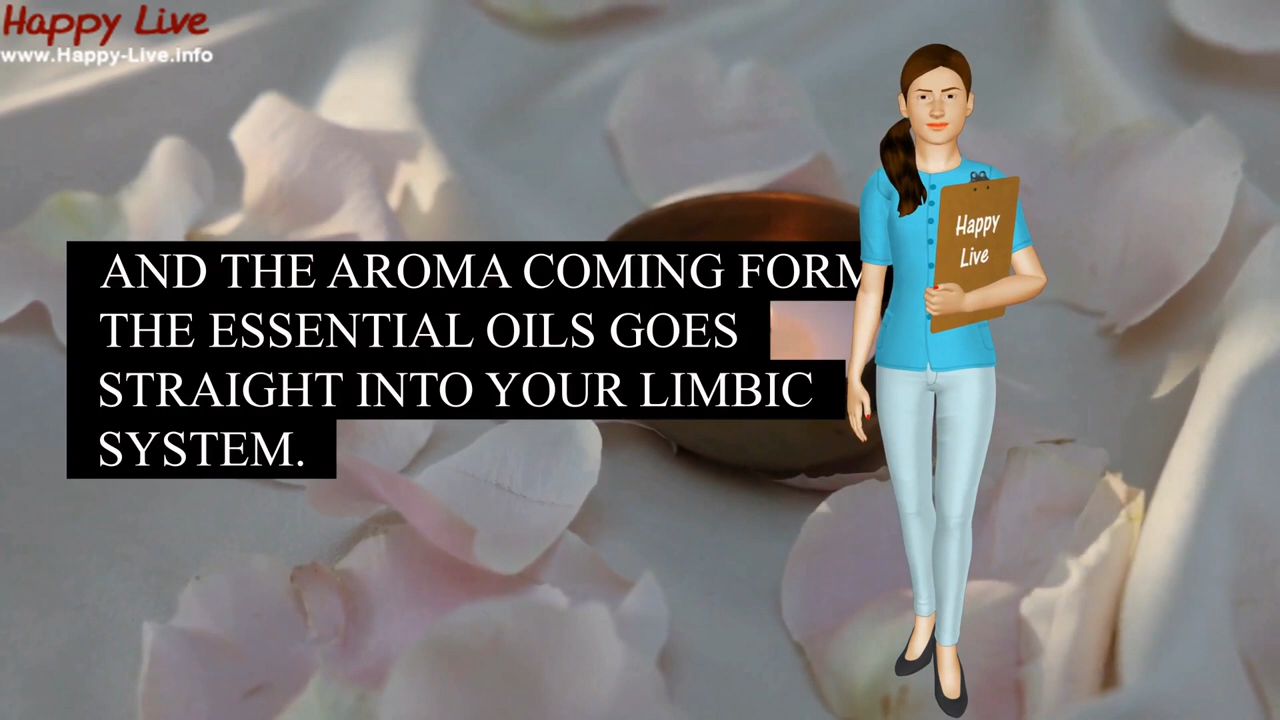 Happy Live
www.Happy-Live.info
AND THE AROMA COMING FORM
THE ESSENTIAL OILS GOES
STRAIGHT INTO YOUR LIMBIC
SYSTEM.
Happy
Live